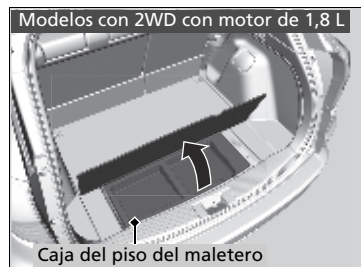 Modelos con 2WD con motor de 1,8 L
Caja del piso del maletero